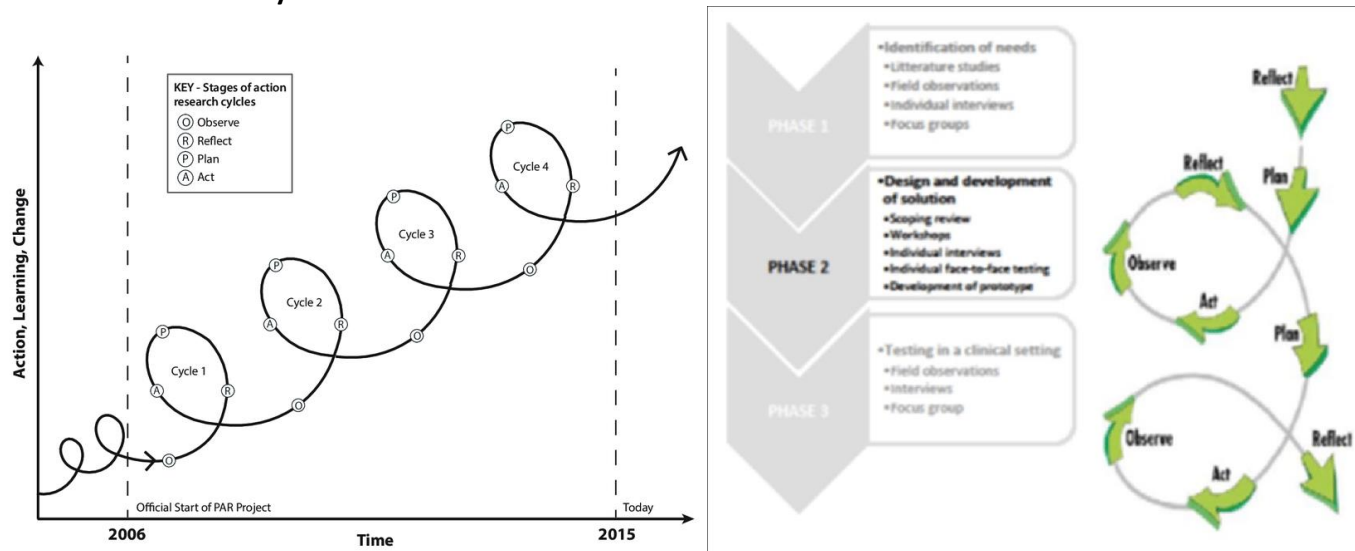 KEY - Stages of action
research cylcles
O Observe
R Reflect
P Plan
A Act
Action, Learning, Change
P
Cycle 1
A
R
O
P
Cycle 2
A
R
O
P
Cycle 3
A
R
O
P
Cycle 4
A
R
O
Official Start of PAR Project
Today
2006
Time
2015
PHASE 1
•Identification of needs
•Litterature studies
•Field observations
•Individual interviews
•Focus groups
PHASE 2
•Design and development
of solution
•Scoping review
•Workshops
•Individual interviews
•Individual face-to-face testing
•Development of prototype
PHASE 3
•Testing in a clinical setting
•Field observations
•Interviews
•Focus group
Reflect
Reflect
Plan
Observe
Act
Plan
Observe
Reflect
Act